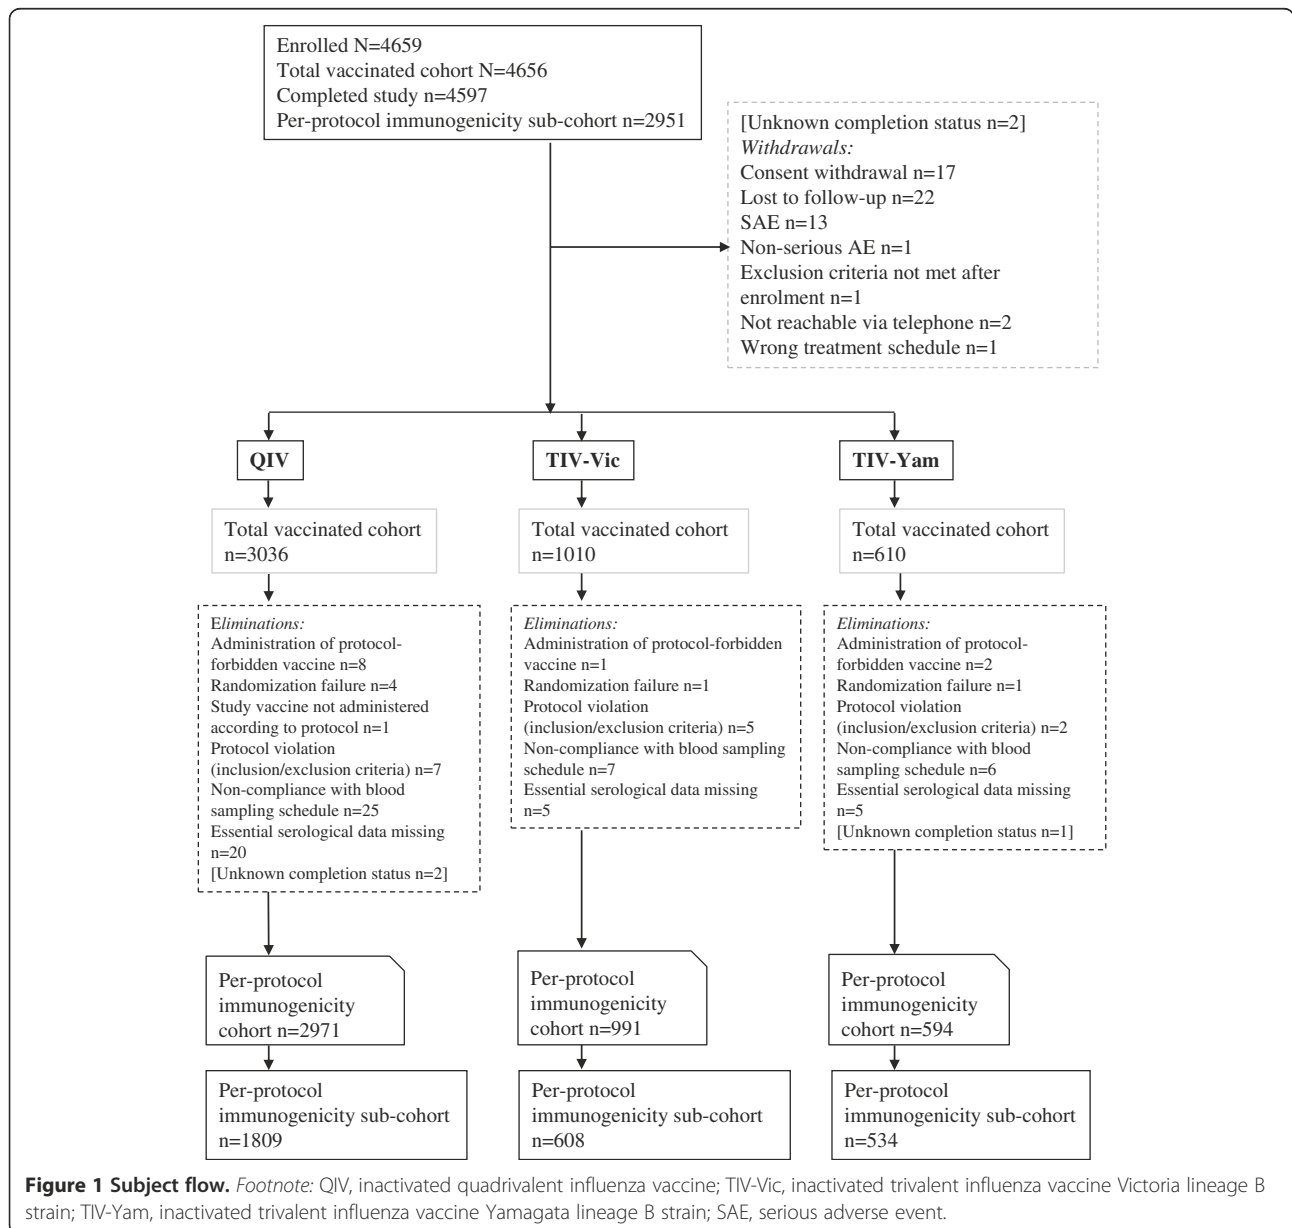 Enrolled N=4659
Total vaccinated cohort N=4656
Completed study n=4597
Per-protocol immunogenicity sub-cohort n=2951
[Unknown completion status n=2]
Withdrawals:
Consent withdrawal n=17
Lost to follow-up n=22
SAE n=13
Non-serious AE n=1
Exclusion criteria not met after
enrolment n=1
Not reachable via telephone n=2
Wrong treatment schedule n=1
QIV
TIV-Vic
TIV-Yam
Total vaccinated cohort
n=3036
Total vaccinated cohort
n=1010
Total vaccinated cohort
n=610
Eliminations:
Administration of protocol-
forbidden vaccine n=8
Randomization failure n=4
Study vaccine not administered
according to protocol n=1
Protocol violation
(inclusion/exclusion criteria) n=7
Non-compliance with blood
sampling schedule n=25
Essential serological data missing
n=20
[Unknown completion status n=2]
Eliminations:
Administration of protocol-forbidden
vaccine n=1
Randomization failure n=1
Protocol violation
(inclusion/exclusion criteria) n=5
Non-compliance with blood sampling
schedule n=7
Essential serological data missing
n=5
Eliminations:
Administration of protocol-
forbidden vaccine n=2
Randomization failure n=1
Protocol violation
(inclusion/exclusion criteria) n=2
Non-compliance with blood
sampling schedule n=6
Essential serological data missing
n=5
[Unknown completion status n=1]
Per-protocol
immunogenicity
cohort n=2971
Per-protocol
immunogenicity
cohort n=991
Per-protocol
immunogenicity
cohort n=594
Per-protocol
immunogenicity sub-cohort
n=1809
Per-protocol
immunogenicity sub-cohort
n=608
Per-protocol
immunogenicity sub-cohort
n=534
Figure 1 Subject flow. Footnote: QIV, inactivated quadrivalent influenza vaccine; TIV-Vic, inactivated trivalent influenza vaccine Victoria lineage B
strain; TIV-Yam, inactivated trivalent influenza vaccine Yamagata lineage B strain; SAE, serious adverse event.